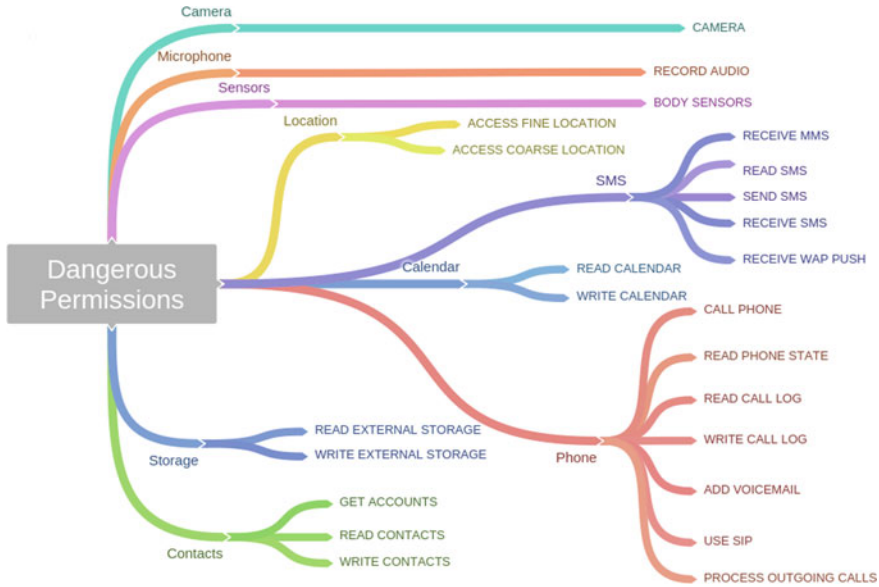 Camera
CAMERA
Microphone
RECORD AUDIO
Sensors
BODY SENSORS
Location
ACCESS FINE LOCATION
ACCESS COARSE LOCATION
SMS
RECEIVE MMS
READ SMS
SEND SMS
RECEIVE SMS
RECEIVE WAP PUSH
Dangerous
Permissions
Calendar
READ CALENDAR
WRITE CALENDAR
Phone
CALL PHONE
READ PHONE STATE
READ CALL LOG
WRITE CALL LOG
ADD VOICEMAIL
USE SIP
PROCESS OUTGOING CALLS
Storage
READ EXTERNAL STORAGE
WRITE EXTERNAL STORAGE
Contacts
GET ACCOUNTS
READ CONTACTS
WRITE CONTACTS